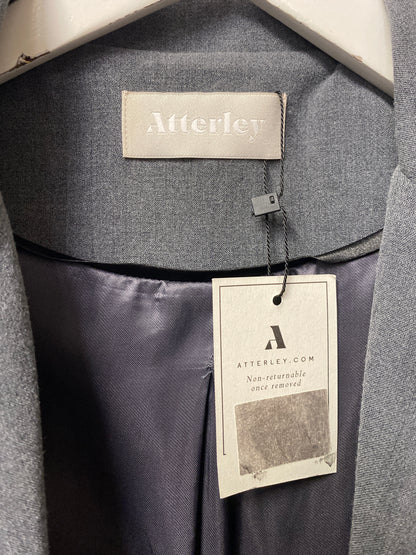 Atterley
A
ATTERLEY.COM
Non-returnable
once removed